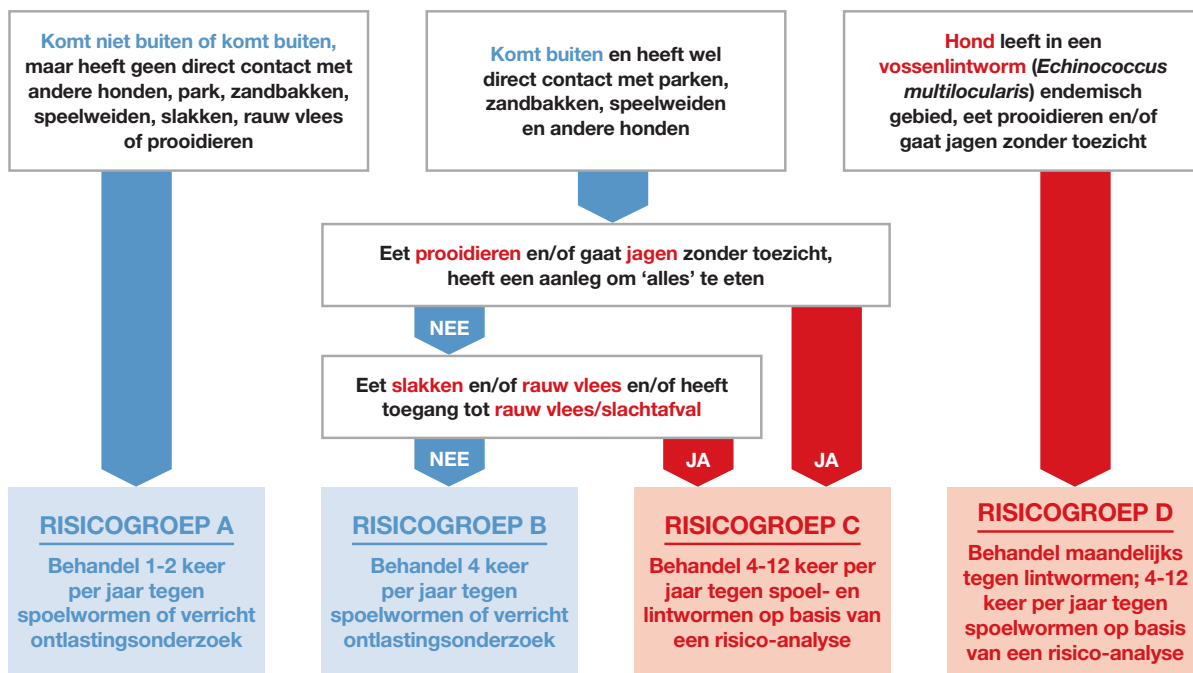 Komt niet buiten of komt buiten,
maar heeft geen direct contact met
andere honden, park, zandbakken,
speelweiden, slakken, rauw vlees
of prooidieren
Komt buiten en heeft wel
direct contact met parken,
zandbakken, speelweiden
en andere honden
Hond leeft in een
vossenlintworm (Echinococcus
multilocularis) endemisch
gebied, eet prooidieren en/of
gaat jagen zonder toezicht
Eet prooidieren en/of gaat jagen zonder toezicht,
heeft een aanleg om ‘alles’ te eten
NEE
Eet slakken en/of rauw vlees en/of heeft
toegang tot rauw vlees/slachtafval
NEE
JA
JA
RISICOGROEP A
Behandel 1-2 keer
per jaar tegen
spoelwormen of verricht
ontlastingsonderzoek
RISICOGROEP B
Behandel 4 keer
per jaar tegen
spoelwormen of verricht
ontlastingsonderzoek
RISICOGROEP C
Behandel 4-12 keer per
jaar tegen spoel- en
lintwormen op basis van
een risico-analyse
RISICOGROEP D
Behandel maandelijks
tegen lintwormen; 4-12
keer per jaar tegen
spoelwormen op basis
van een risico-analyse